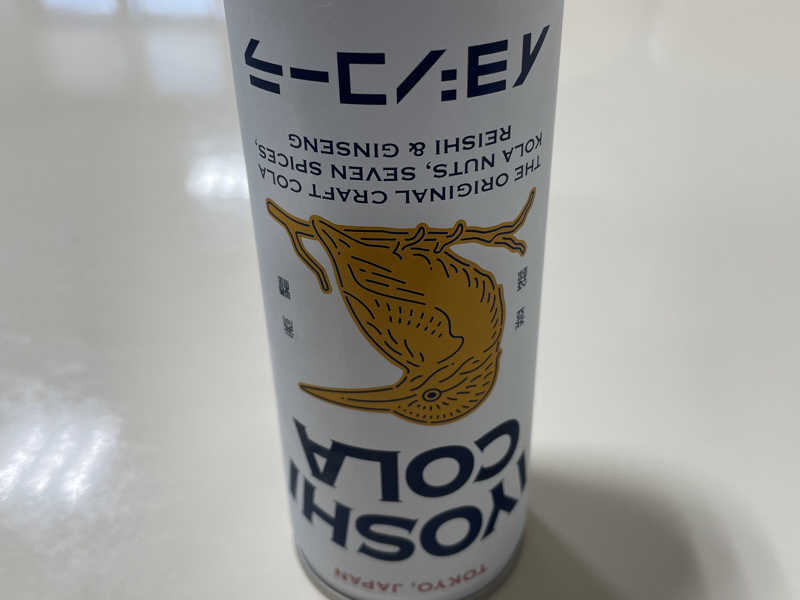 TOKYO, JAPAN
IYOSHI
COLA
THE ORIGINAL CRAFT COLA
KOLA NUTS, SEVEN SPICES,
REISHI & GINSENG
イヨシコーラ